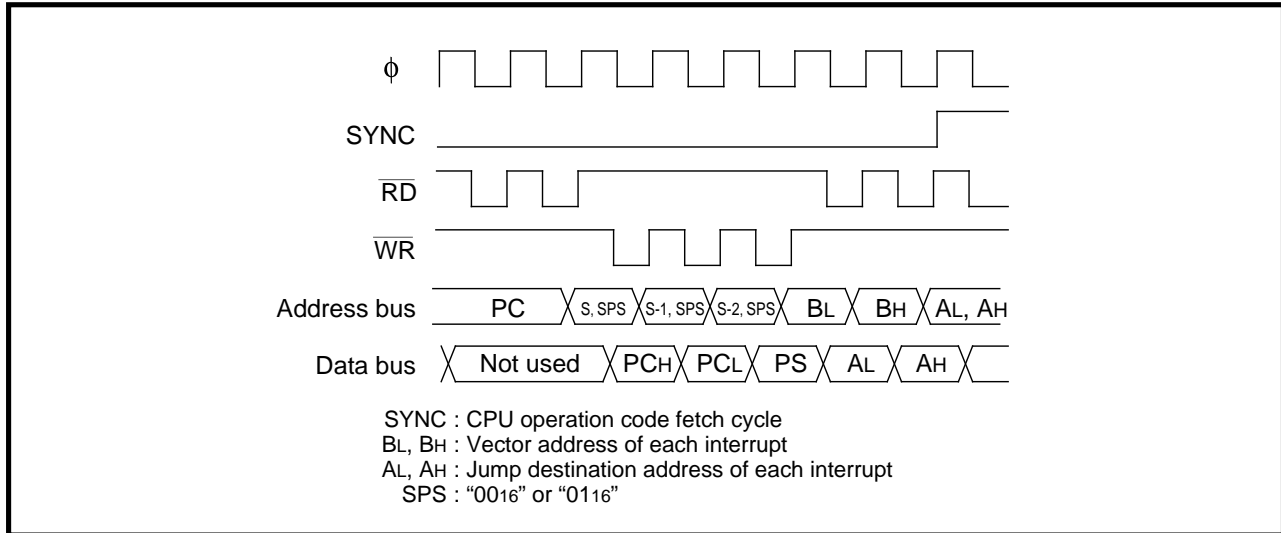 ϕ
SYNC
RD
WR
Address bus PC S, SPS S-1, SPS S-2, SPS BL BH AL, AH
Data bus Not used PCH PCL PS AL AH
SYNC : CPU operation code fetch cycle
BL, BH : Vector address of each interrupt
AL, AH : Jump destination address of each interrupt
SPS : “0016” or “0116”